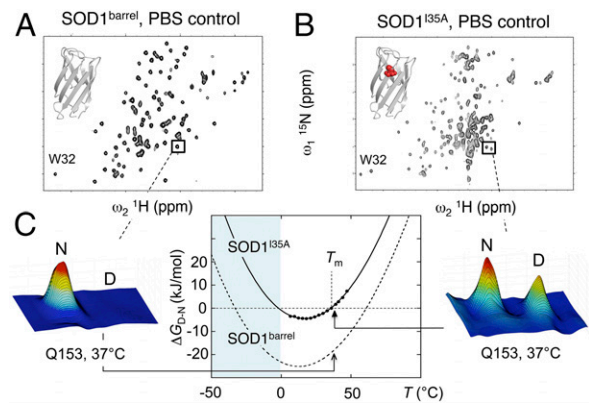 A
SOD1barrel, PBS control
W32
ω2 1H (ppm)
B
SOD1I35A, PBS control
ω1 15N (ppm)
W32
ω2 1H (ppm)
C
N
D
Q153, 37°C
ΔGD-N (kJ/mol)
20
10
0
-10
-20
SOD1I35A
Tm
SOD1barrel
-50
0
50
T (°C)
N
D
Q153, 37°C